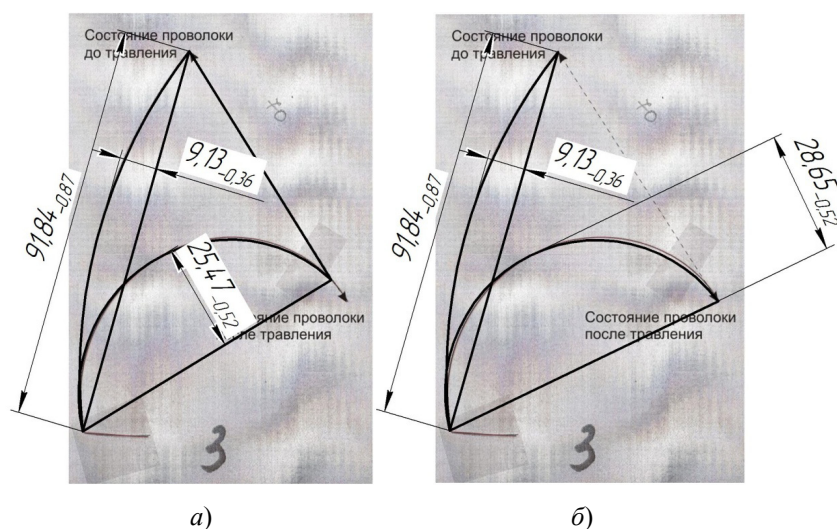 Состояние проволоки
до травления
9,13 -0,36
91,84 -0,87
25,47 -0,52
после травления
3
а)
Состояние проволоки
до травления
9,13 -0,36
91,84 -0,87
28,65 -0,52
Состояние проволоки
после травления
3
б)